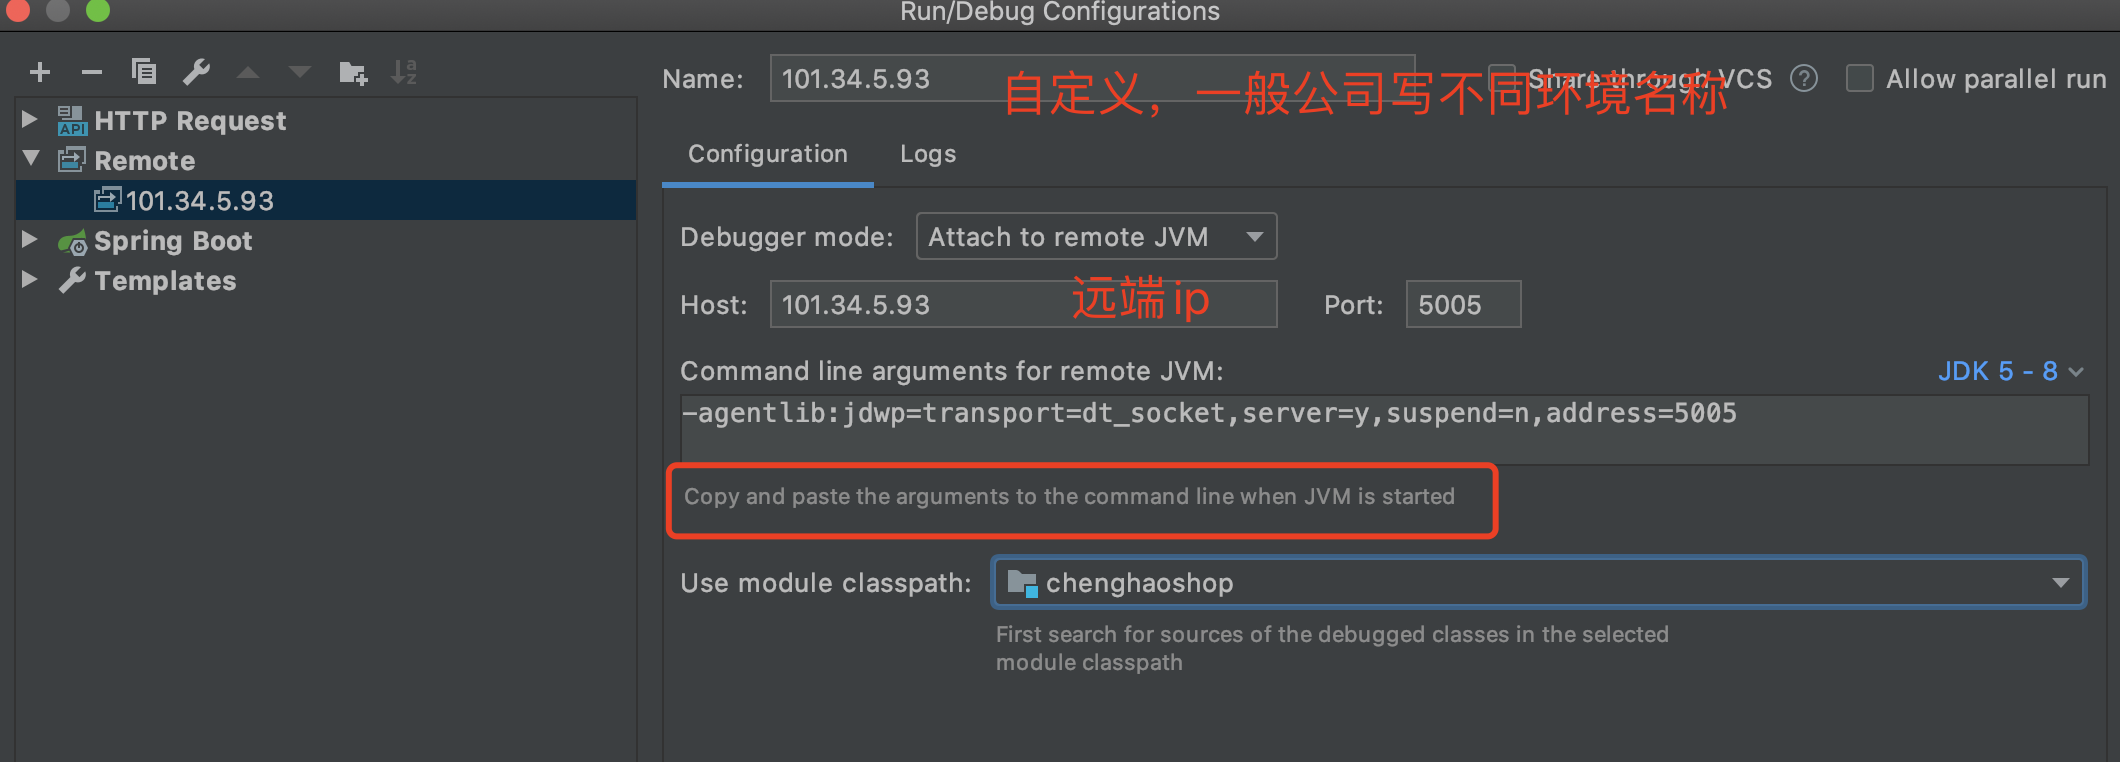 Run/Debug Configurations
HTTP Request
Remote
101.34.5.93
Spring Boot
Templates
Name: 101.34.5.93
自定义，一般公司写不同环境名称
Share through VCS
Allow parallel run
Configuration Logs
Debugger mode: Attach to remote JVM
Host: 101.34.5.93 远端ip Port: 5005
Command line arguments for remote JVM: JDK 5 - 8
-agentlib:jdwp=transport=dt_socket,server=y,suspend=n,address=5005
Copy and paste the arguments to the command line when JVM is started
Use module classpath: chenghaoshop
First search for sources of the debugged classes in the selected
module classpath